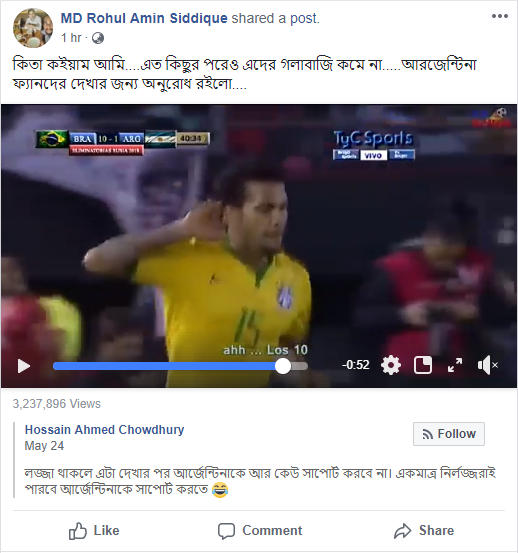 MD Rohul Amin Siddique shared a post.
1 hr ·
কিতা কইয়াম আমি....এত কিছুর পরেও এদের গলাবাজি কমে না.....আরজেন্টিনা
ফ্যানদের দেখার জন্য অনুরোধ রইলো....
BRA 10 - 1 ARG 40:34
ELIMINATORIAS RUSIA 2018
TyC Sports
VIVO
15
ahh ... Los 10
-0:52
3,237,896 Views
Hossain Ahmed Chowdhury
May 24
Follow
লজ্জা থাকলে এটা দেখার পর আর্জেন্টিনাকে আর কেউ সাপোর্ট করবে না। একমাত্র নির্লজ্জরাই
পারবে আর্জেন্টিনাকে সাপোর্ট করতে 😂
Like Comment Share